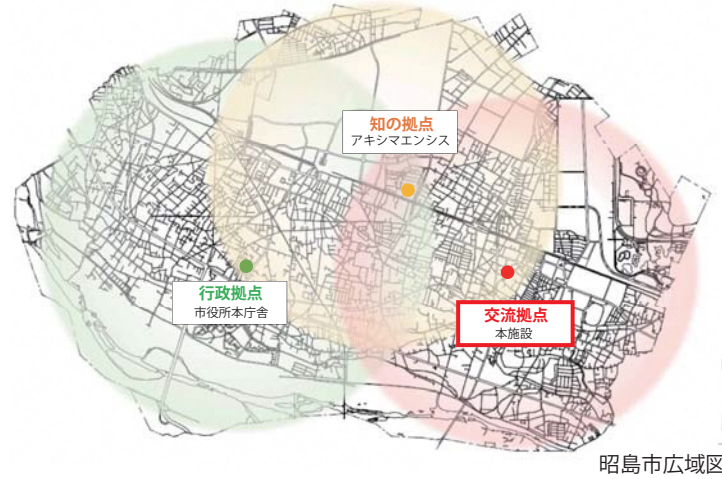 知の拠点
アキシマエンシス
行政拠点
市役所本庁舎
交流拠点
本施設
昭島市広域図